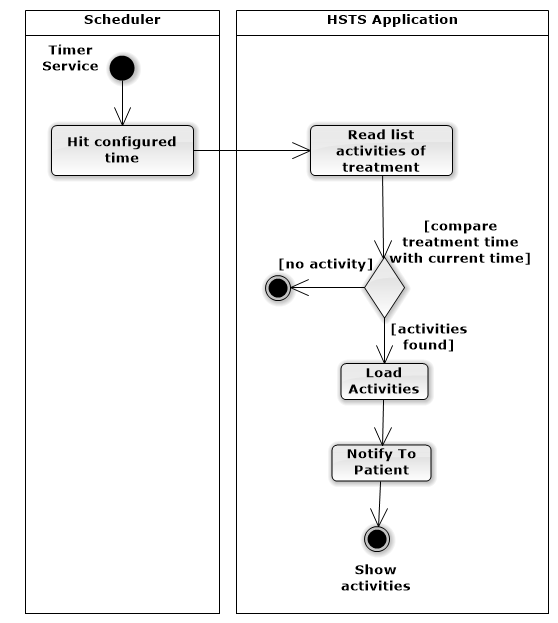 Scheduler
HSTS Application
Timer
Service
Hit configured
time
Read list
activities of
treatment
[compare
treatment time
with current time]
[no activity]
[activities
found]
Load
Activities
Notify To
Patient
Show
activities